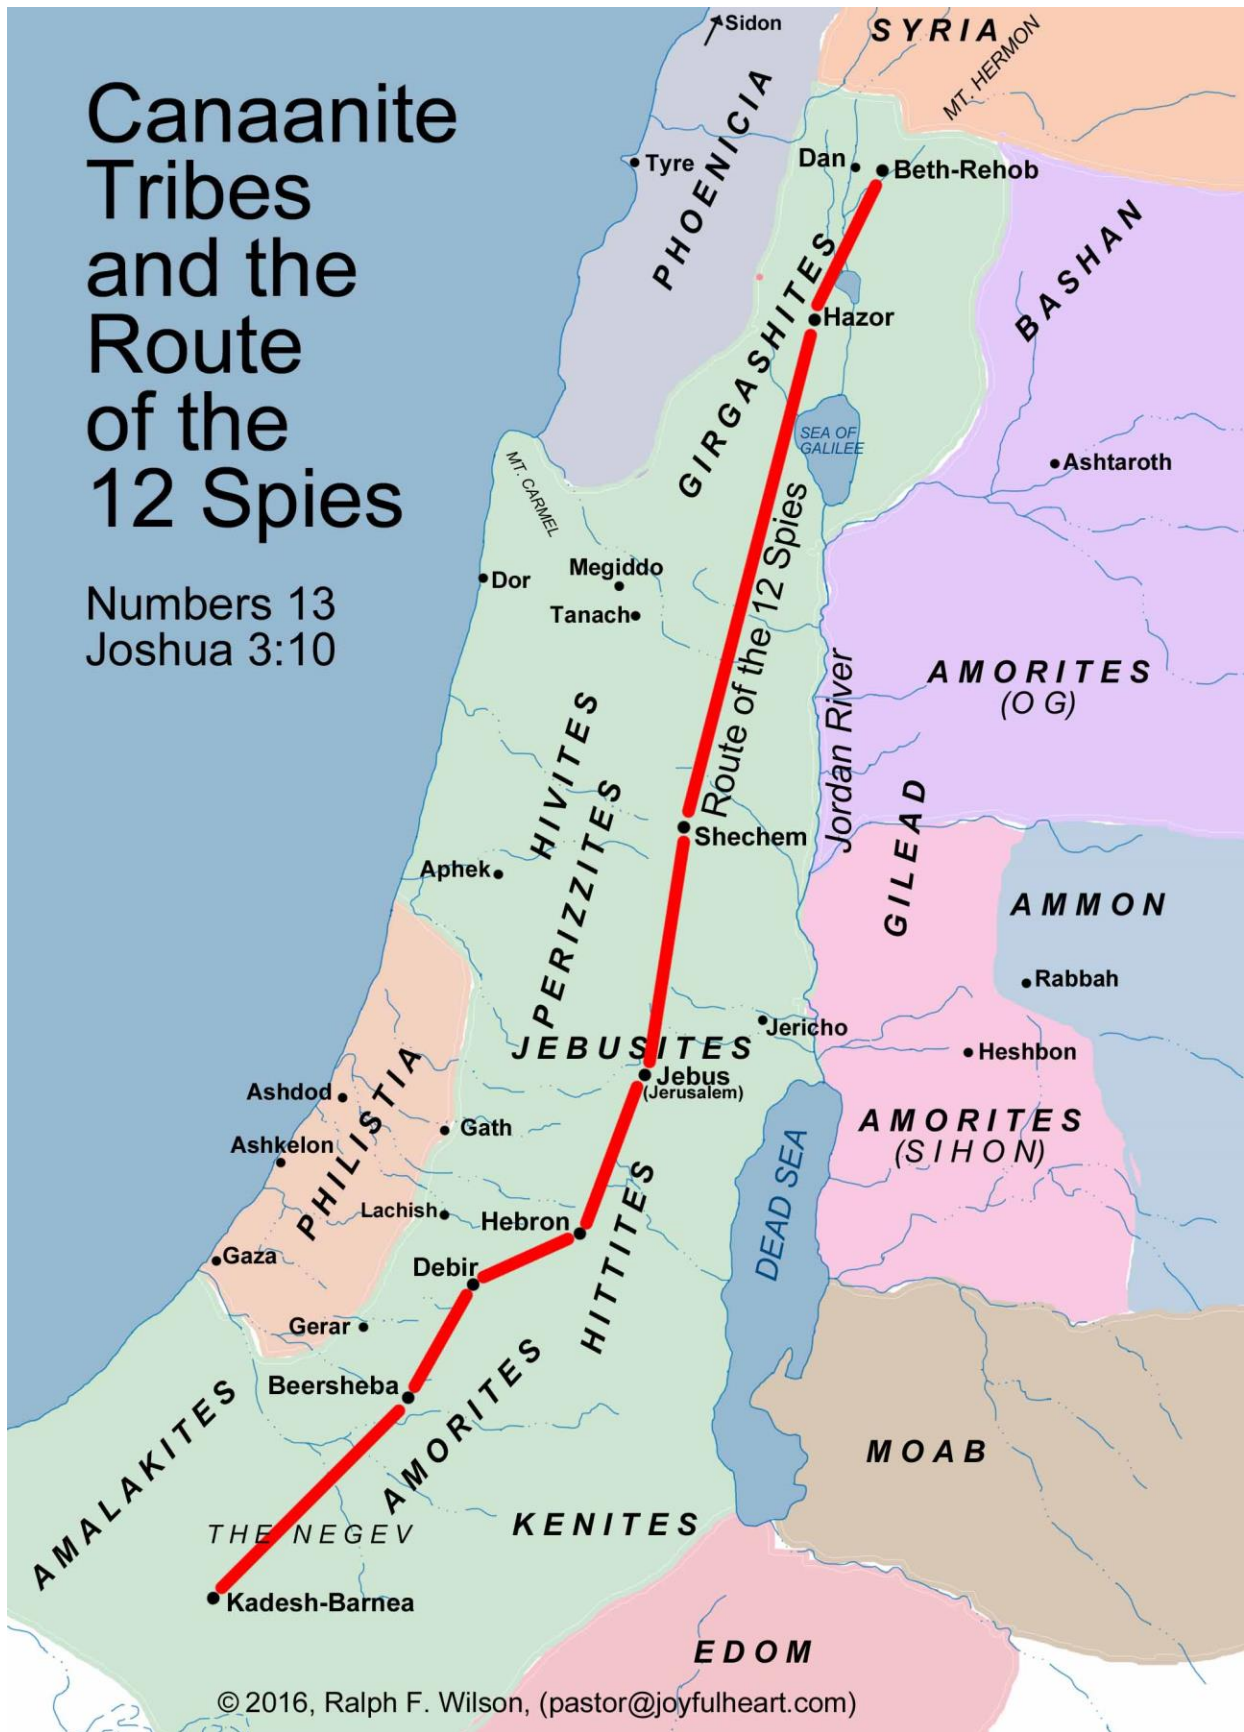 Canaanite
Tribes
and the
Route
of the
12 Spies
Numbers 13
Joshua 3:10
Sidon
SYRIA
MT. HERMON
PHOENICIA
Tyre
Dan
Beth-Rehob
BASHAN
GIRGASHITES
Hazor
SEA OF
GALILEE
Ashtaroth
MT. CARMEL
Dor
Megiddo
Tanach
Route of the 12 Spies
Jordan River
AMORITES
(OG)
HIVITES
PERIZZITES
Shechem
GILEAD
Aphek
AMMON
Rabbah
Jericho
JEBUSITES
Heshbon
Jebus
(Jerusalem)
Ashdod
PHILISTIA
Gath
AMORITES
(SIHON)
Ashkelon
DEAD SEA
HITTITES
Lachish
Hebron
Gaza
Debir
Gerar
Beersheba
AMORITES
AMALAKITES
MOAB
THE NEGEV
KENITES
Kadesh-Barnea
EDOM
© 2016, Ralph F. Wilson, (pastor@joyfulheart.com)